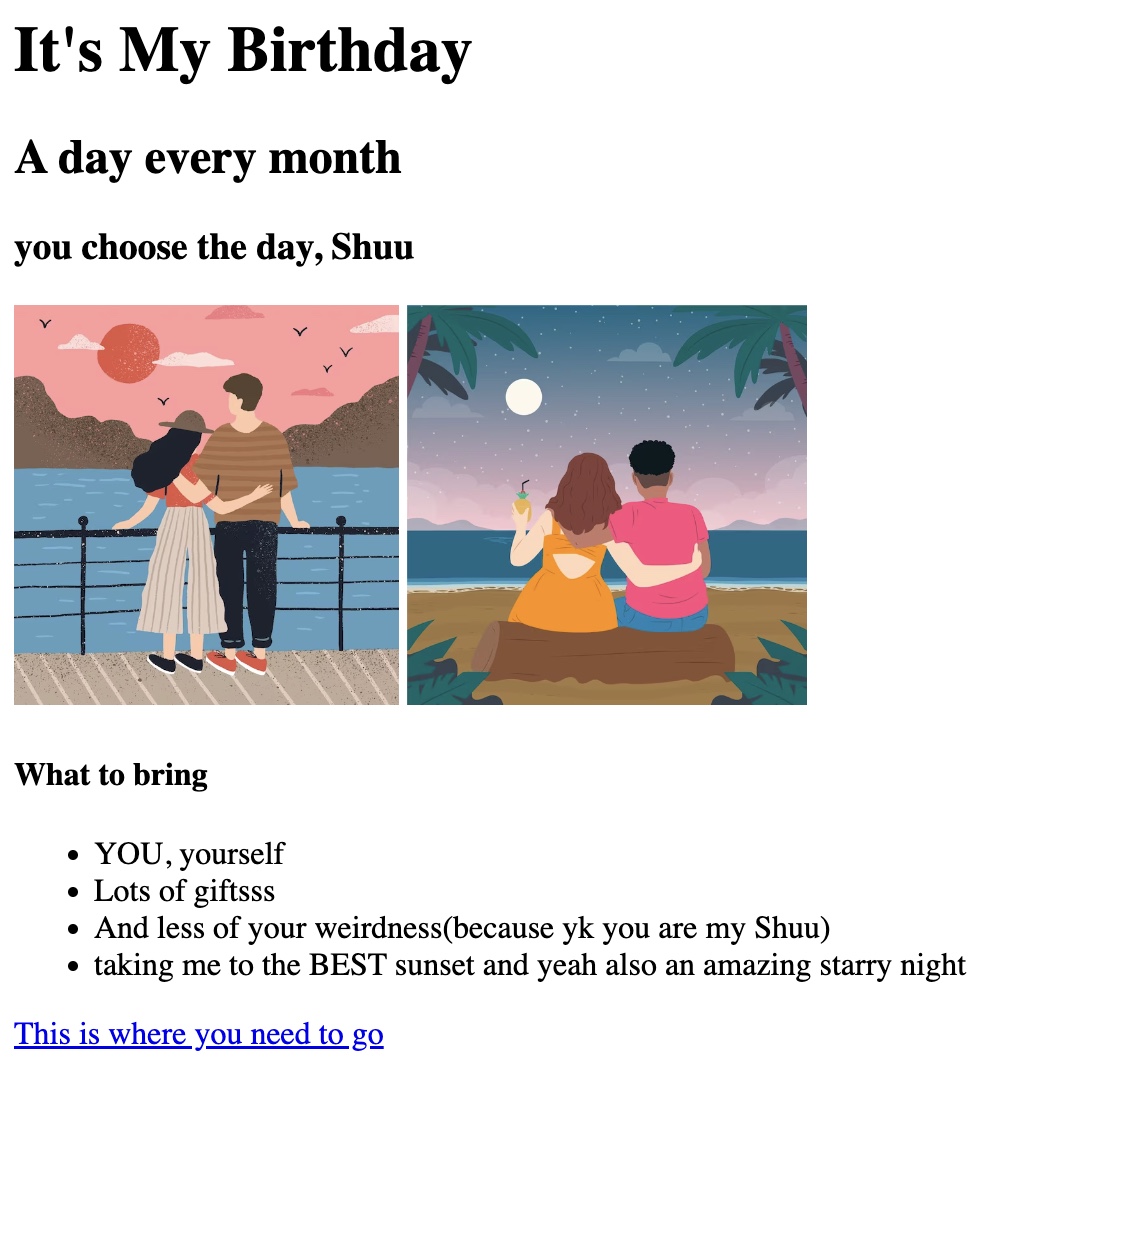 It's My Birthday
A day every month
you choose the day, Shuu
What to bring
YOU, yourself
Lots of giftsss
And less of your weirdness(because yk you are my Shuu)
taking me to the BEST sunset and yeah also an amazing starry night
This is where you need to go